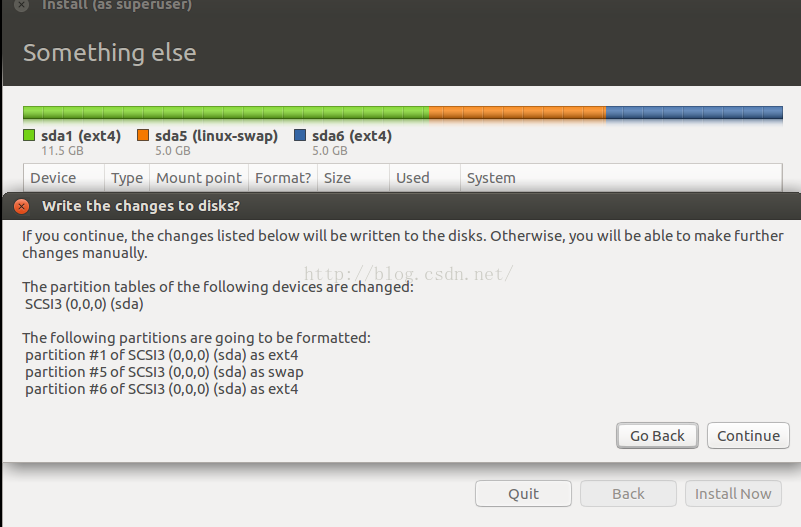 Install (as superuser)
Something else
sda1 (ext4) sda5 (linux-swap) sda6 (ext4)
11.5 GB 5.0 GB 5.0 GB
Device Type Mount point Format? Size Used System
Write the changes to disks?
If you continue, the changes listed below will be written to the disks. Otherwise, you will be able to make further
changes manually.
http://blog.csdn.net/
The partition tables of the following devices are changed:
SCSI3 (0,0,0) (sda)
The following partitions are going to be formatted:
partition #1 of SCSI3 (0,0,0) (sda) as ext4
partition #5 of SCSI3 (0,0,0) (sda) as swap
partition #6 of SCSI3 (0,0,0) (sda) as ext4
Go Back Continue
Quit Back Install Now